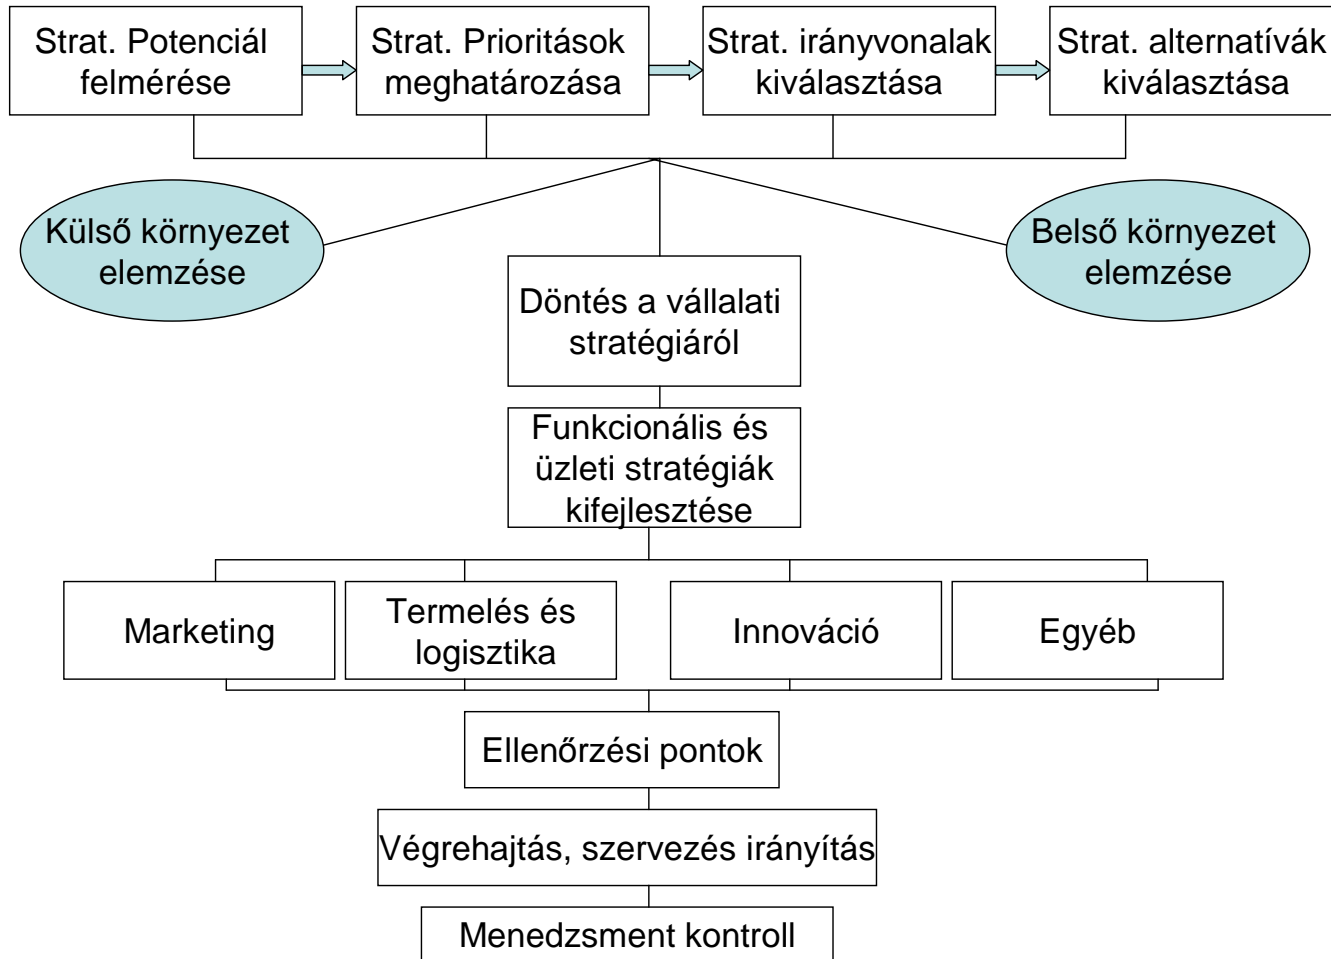 Strat. Potenciál
felmérése
Strat. Prioritások
meghatározása
Strat. irányvonalak
kiválasztása
Strat. alternatívák
kiválasztása
Külső környezet
elemzése
Belső környezet
elemzése
Döntés a vállalati
stratégiáról
Funkcionális és
üzleti stratégiák
kifejlesztése
Marketing
Termelés és
logisztika
Innováció
Egyéb
Ellenőrzési pontok
Végrehajtás, szervezés irányítás
Menedzsment kontroll